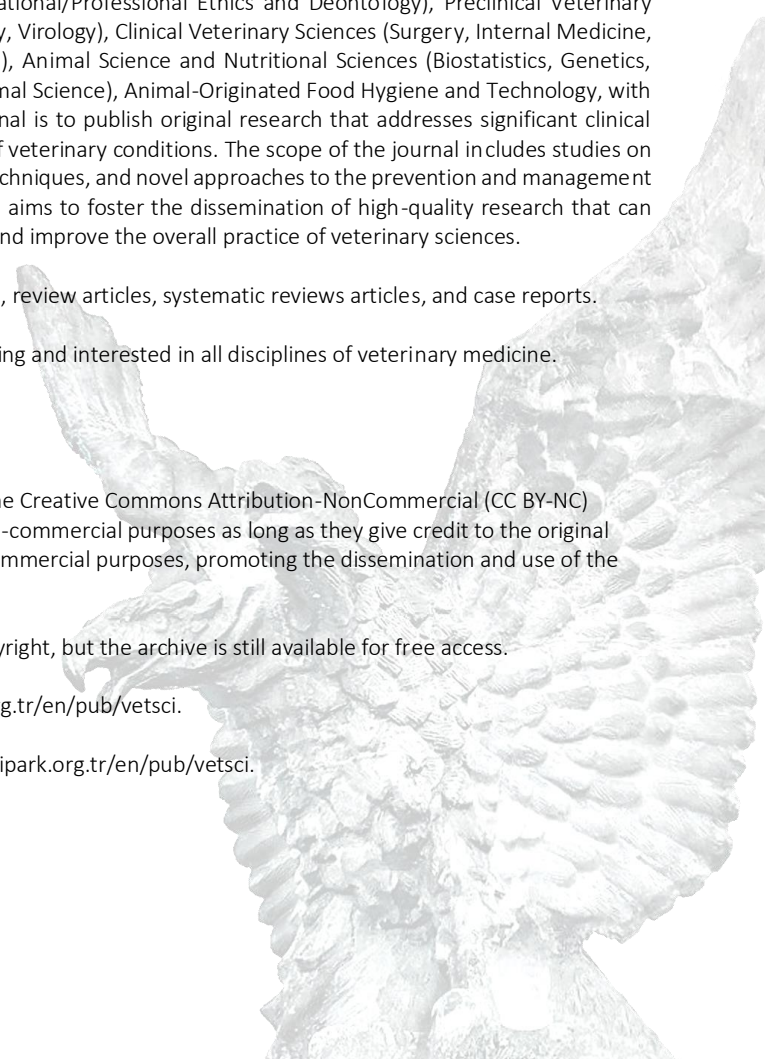 ational/Professional Ethics and Deontology), Preclinical Veterinary
y, Virology), Clinical Veterinary Sciences (Surgery, Internal Medicine,
), Animal Science and Nutritional Sciences (Biostatistics, Genetics,
mal Science), Animal-Originated Food Hygiene and Technology, with
nal is to publish original research that addresses significant clinical
f veterinary conditions. The scope of the journal includes studies on
chniques, and novel approaches to the prevention and management
aims to foster the dissemination of high-quality research that can
nd improve the overall practice of veterinary sciences.
, review articles, systematic reviews articles, and case reports.
ing and interested in all disciplines of veterinary medicine.
he Creative Commons Attribution-NonCommercial (CC BY-NC)
-commercial purposes as long as they give credit to the original
mmercial purposes, promoting the dissemination and use of the
yright, but the archive is still available for free access.
g.tr/en/pub/vetsci.
ipark.org.tr/en/pub/vetsci.